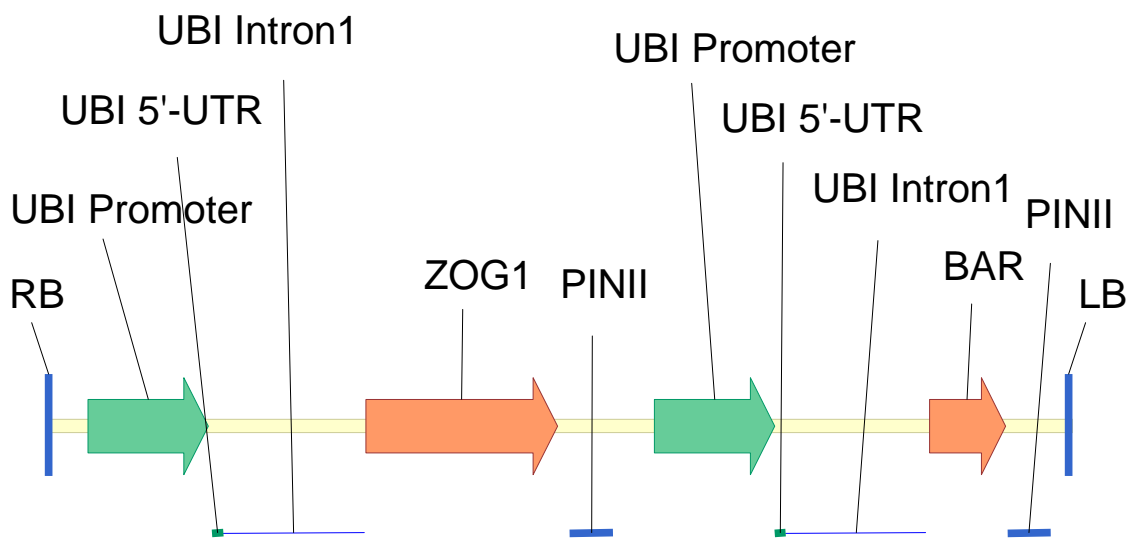 UBI Intron1
UBI Promoter
UBI 5'-UTR
UBI 5'-UTR
UBI Intron1
UBI Promoter
PINII
ZOG1
PINII
BAR
RB
LB